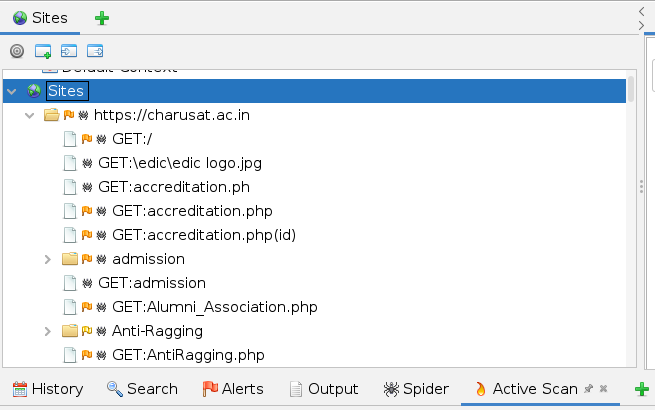 Sites
Default Context
Sites
https://charusat.ac.in
GET:/
GET:\edic\edic logo.jpg
GET:accreditation.ph
GET:accreditation.php
GET:accreditation.php(id)
admission
GET:admission
GET:Alumni_Association.php
Anti-Ragging
GET:AntiRagging.php
History Search Alerts Output Spider Active Scan